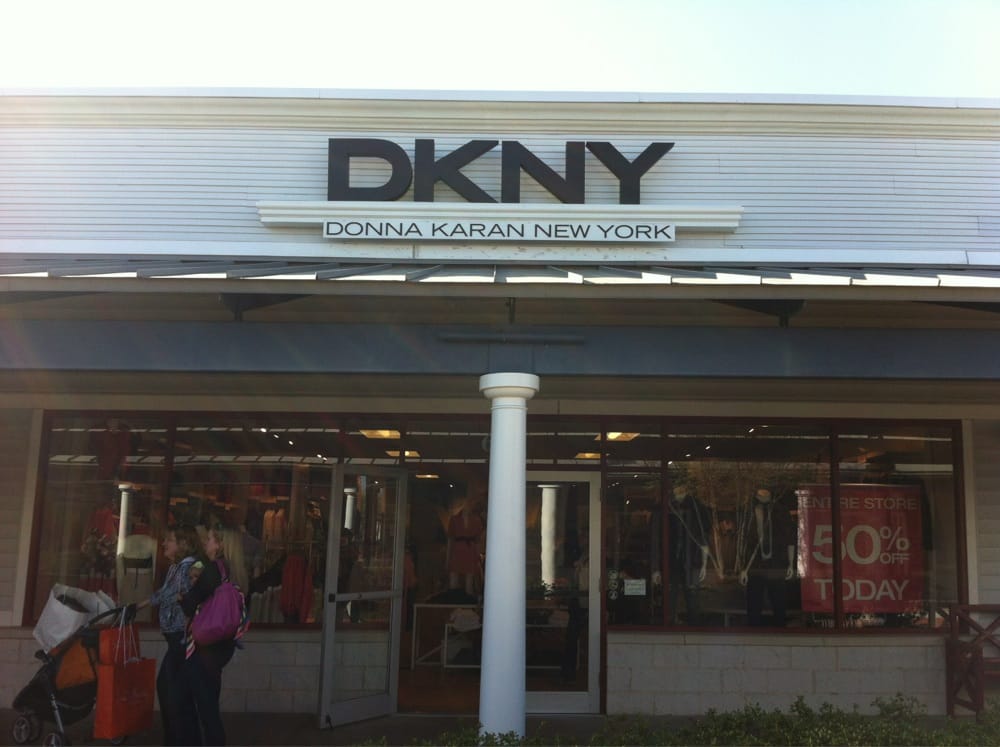 DKNY
DONNA KARAN NEW YORK
ENTIRE STORE
50% OFF
TODAY